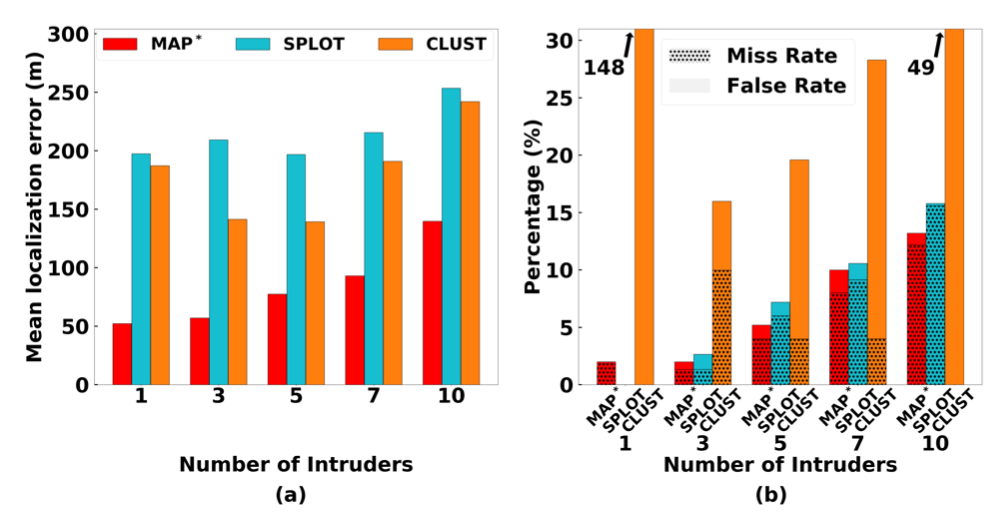 Mean localization error (m)
300
250
200
150
100
50
0
MAP* SPLOT CLUST
1 3 5 7 10
Number of Intruders
(a)
Percentage (%)
30
25
20
15
10
5
0
148
49
Miss Rate
False Rate
MAP* SPLOT CLUST MAP* SPLOT CLUST MAP* SPLOT CLUST MAP* SPLOT CLUST MAP* SPLOT CLUST
1 3 5 7 10
Number of Intruders
(b)